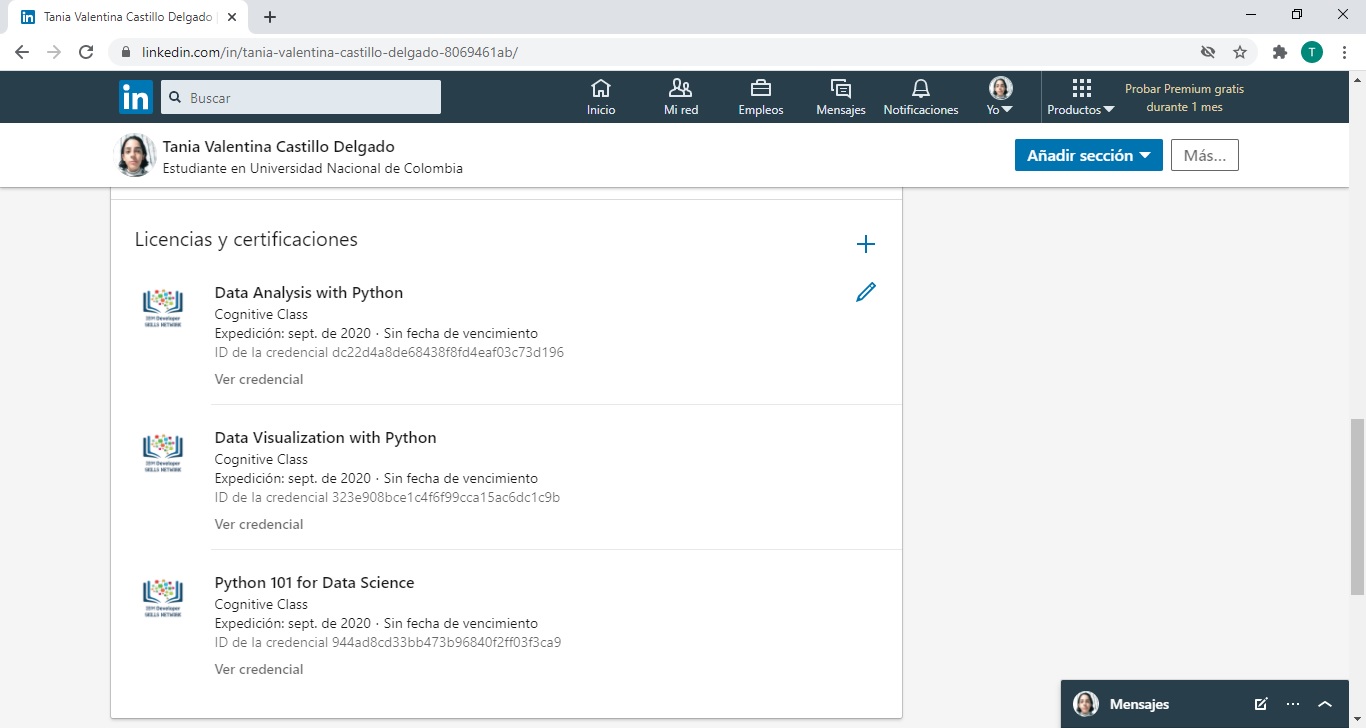 Tania Valentina Castillo Delgado
linkedin.com/in/tania-valentina-castillo-delgado-8069461ab/
T
in
Buscar
Inicio
Mi red
Empleos
Mensajes
Notificaciones
Yo
Productos
Probar Premium gratis
durante 1 mes
Tania Valentina Castillo Delgado
Estudiante en Universidad Nacional de Colombia
Añadir sección
Más...
Licencias y certificaciones
Data Analysis with Python
Cognitive Class
Expedición: sept. de 2020 · Sin fecha de vencimiento
ID de la credencial dc22d4a8de68438f8fd4eaf03c73d196
Ver credencial
IBM Developer
SKILLS NETWORK
Data Visualization with Python
Cognitive Class
Expedición: sept. de 2020 · Sin fecha de vencimiento
ID de la credencial 323e908bce1c4f6f99cca15ac6dc1c9b
Ver credencial
IBM Developer
SKILLS NETWORK
Python 101 for Data Science
Cognitive Class
Expedición: sept. de 2020 · Sin fecha de vencimiento
ID de la credencial 944ad8cd33bb473b96840f2ff03f3ca9
Ver credencial
IBM Developer
SKILLS NETWORK
Mensajes